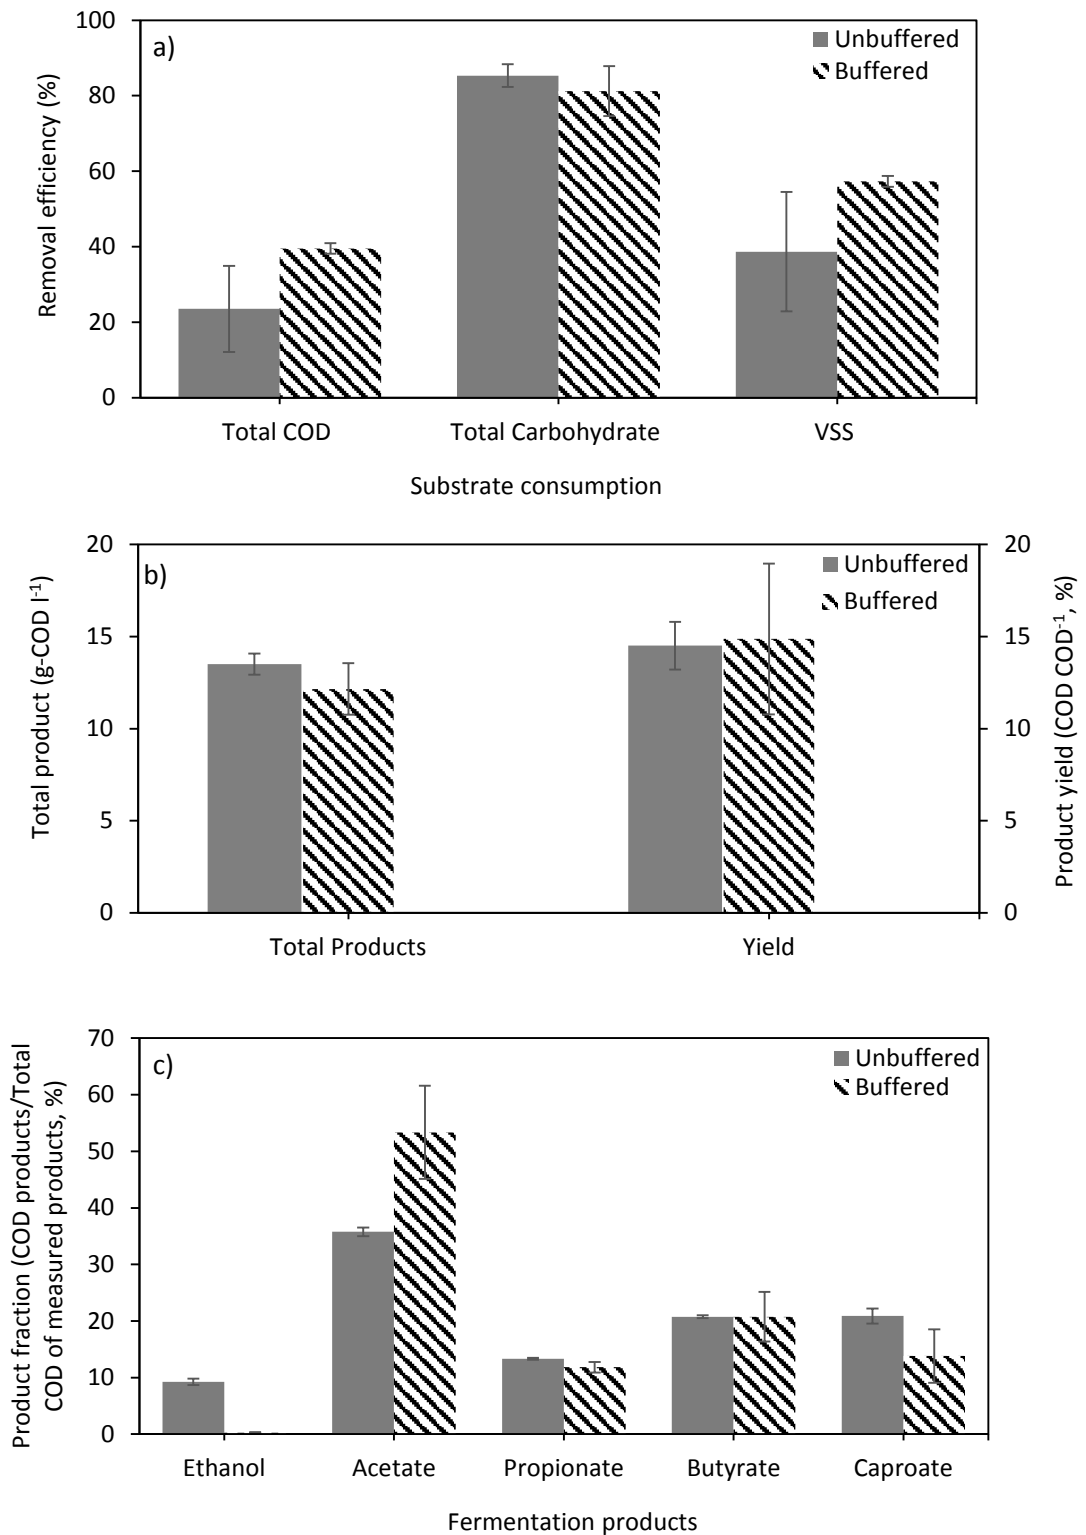 a)
Unbuffered
Buffered
Removal efficiency (%)
100
80
60
40
20
0
Total COD
Total Carbohydrate
VSS
Substrate consumption
b)
Unbuffered
Buffered
Total product (g-COD l⁻¹)
20
15
10
5
0
20
15
10
5
0
Product yield (COD COD⁻¹, %)
Total Products
Yield
c)
Unbuffered
Buffered
Product fraction (COD products/Total
COD of measured products, %)
70
60
50
40
30
20
10
0
Ethanol
Acetate
Propionate
Butyrate
Caproate
Fermentation products